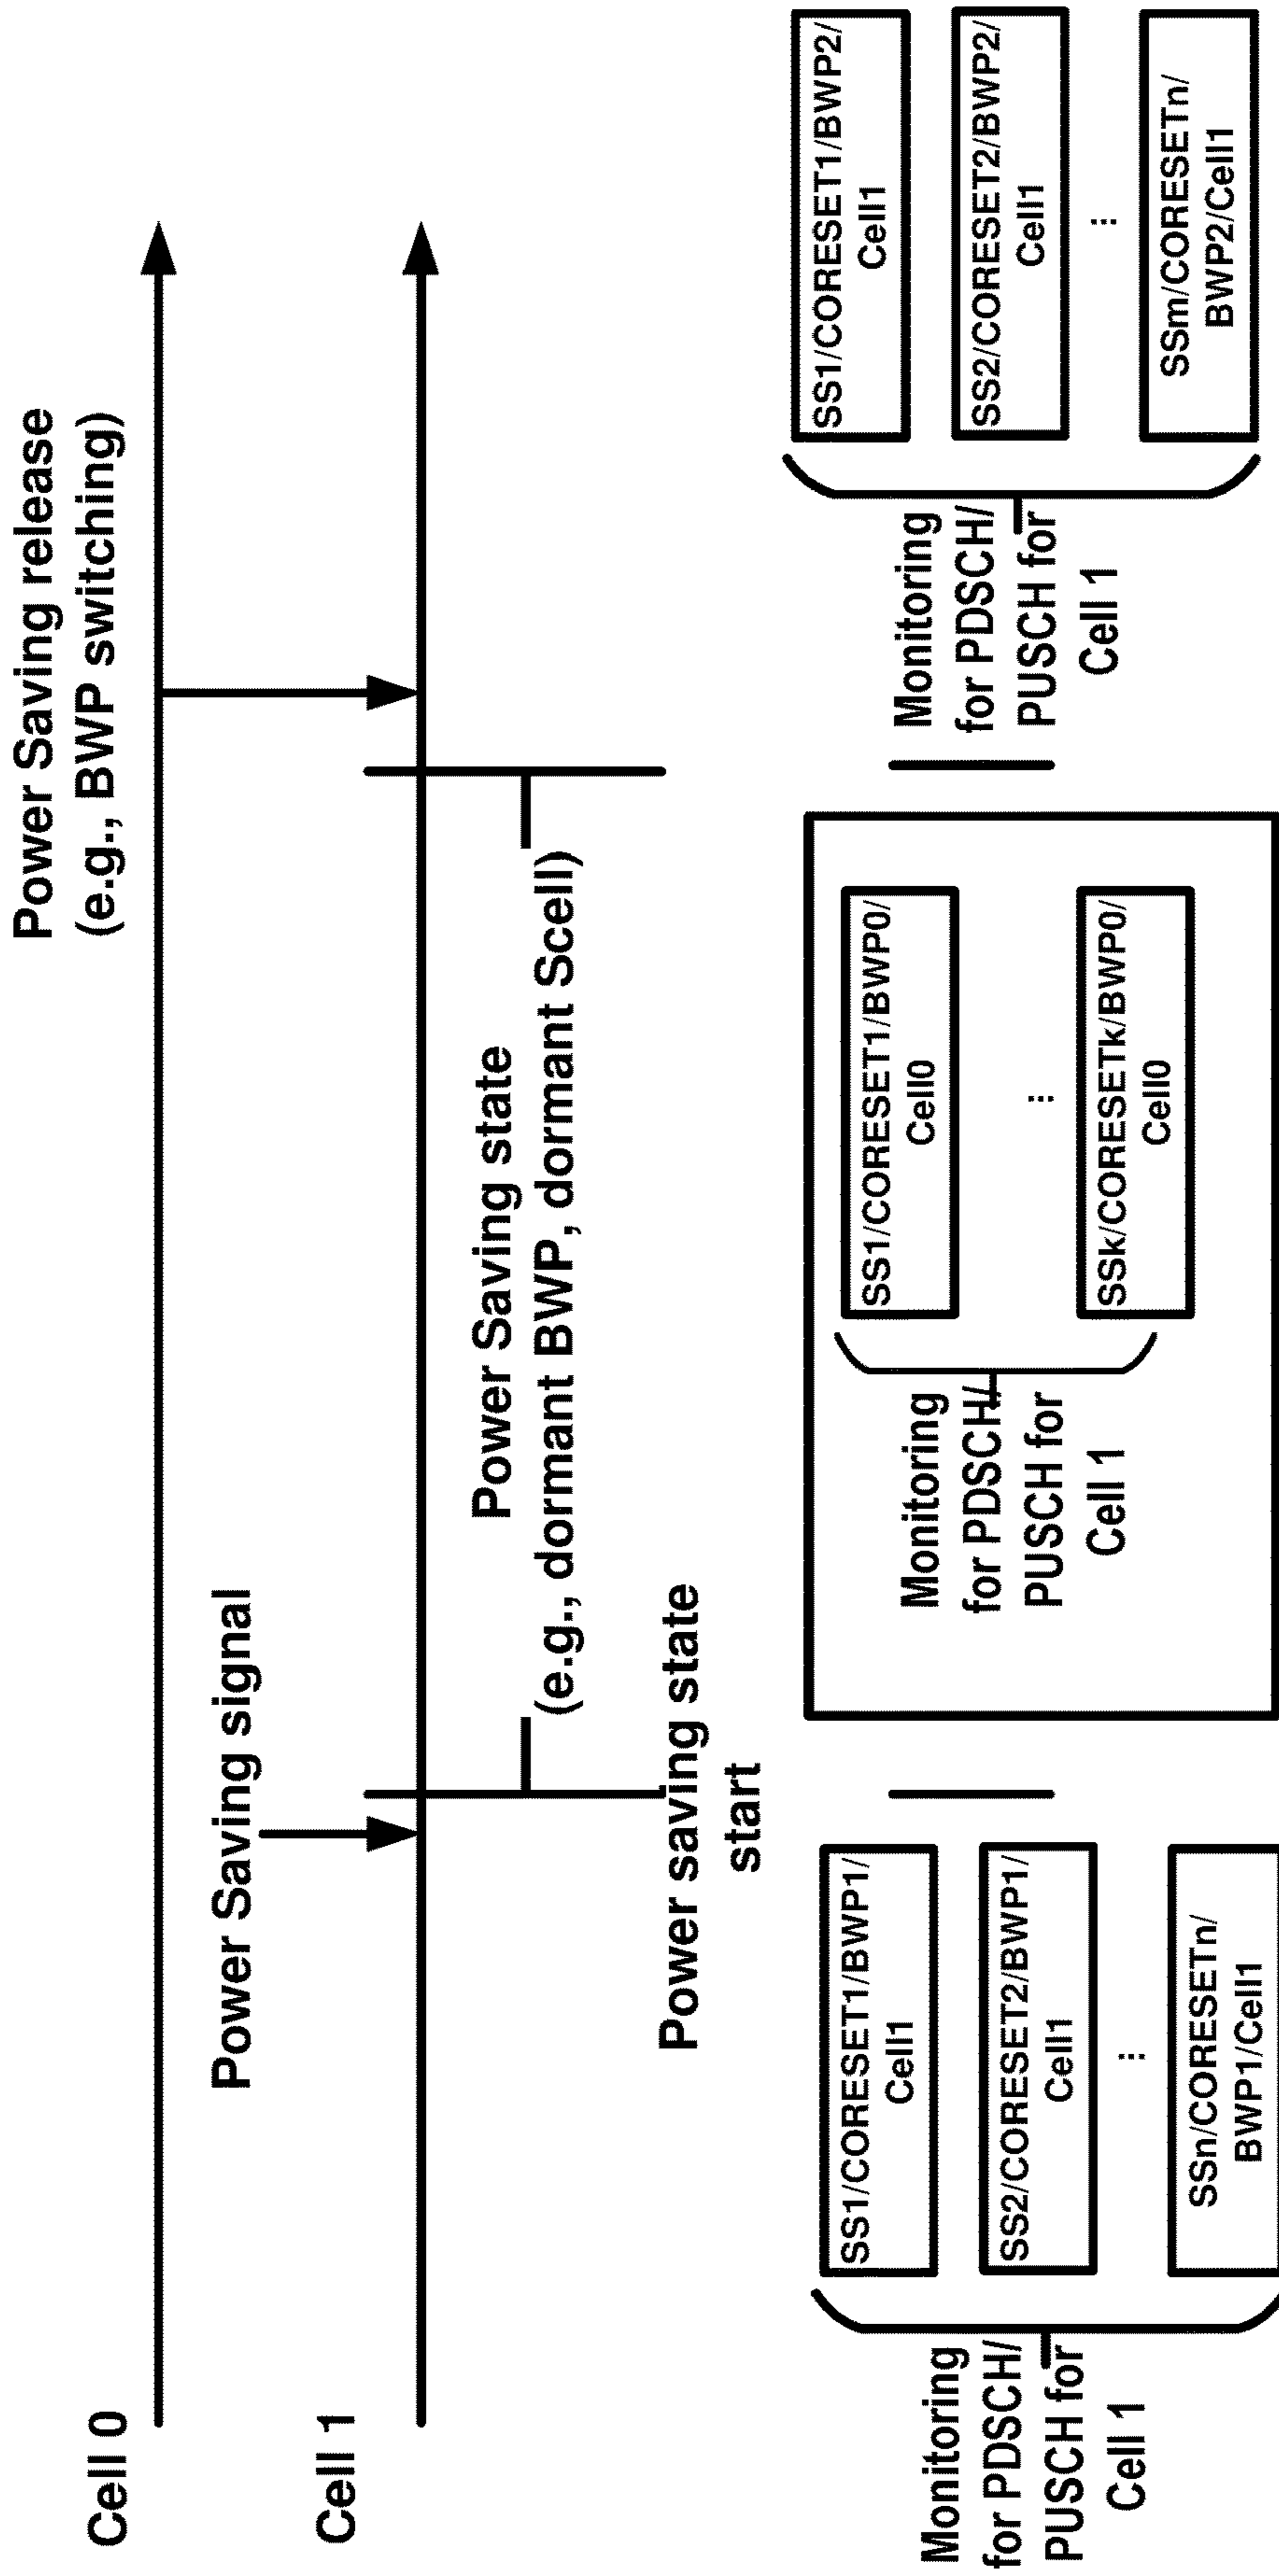 Cell 0
Power Saving release
(e.g., BWP switching)
Power Saving signal
Cell 1
Power Saving state
(e.g., dormant BWP, dormant Scell)
Power saving state
start
Monitoring
for PDSCH/
PUSCH for
Cell 1
SS1/CORESET1/BWP1/
Cell1
SS2/CORESET2/BWP1/
Cell1
...
SSn/CORESETn/
BWP1/Cell1
Monitoring
for PDSCH/
PUSCH for
Cell 1
SS1/CORESET1/BWP0/
Cell0
...
SSk/CORESETk/BWP0/
Cell0
Monitoring
for PDSCH/
PUSCH for
Cell 1
SS1/CORESET1/BWP2/
Cell1
SS2/CORESET2/BWP2/
Cell1
...
SSm/CORESETn/
BWP2/Cell1